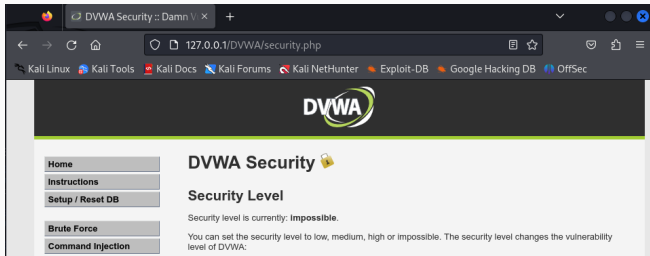 DVWA Security :: Damn V
127.0.0.1/DVWA/security.php
Kali Linux Kali Tools Kali Docs Kali Forums Kali NetHunter Exploit-DB Google Hacking DB OffSec
DVWA
Home
Instructions
Setup / Reset DB
Brute Force
Command Injection
DVWA Security
Security Level
Security level is currently: impossible.
You can set the security level to low, medium, high or impossible. The security level changes the vulnerability
level of DVWA: